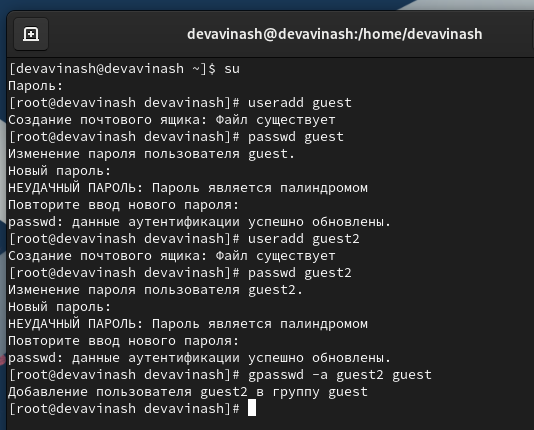 devavinash@devavinash:/home/devavinash
[devavinash@devavinash ~]$ su
Пароль:
[root@devavinash devavinash]# useradd guest
Создание почтового ящика: Файл существует
[root@devavinash devavinash]# passwd guest
Изменение пароля пользователя guest.
Новый пароль:
НЕУДАЧНЫЙ ПАРОЛЬ: Пароль является палиндромом
Повторите ввод нового пароля:
passwd: данные аутентификации успешно обновлены.
[root@devavinash devavinash]# useradd guest2
Создание почтового ящика: Файл существует
[root@devavinash devavinash]# passwd guest2
Изменение пароля пользователя guest2.
Новый пароль:
НЕУДАЧНЫЙ ПАРОЛЬ: Пароль является палиндромом
Повторите ввод нового пароля:
passwd: данные аутентификации успешно обновлены.
[root@devavinash devavinash]# gpasswd -a guest2 guest
Добавление пользователя guest2 в группу guest
[root@devavinash devavinash]#